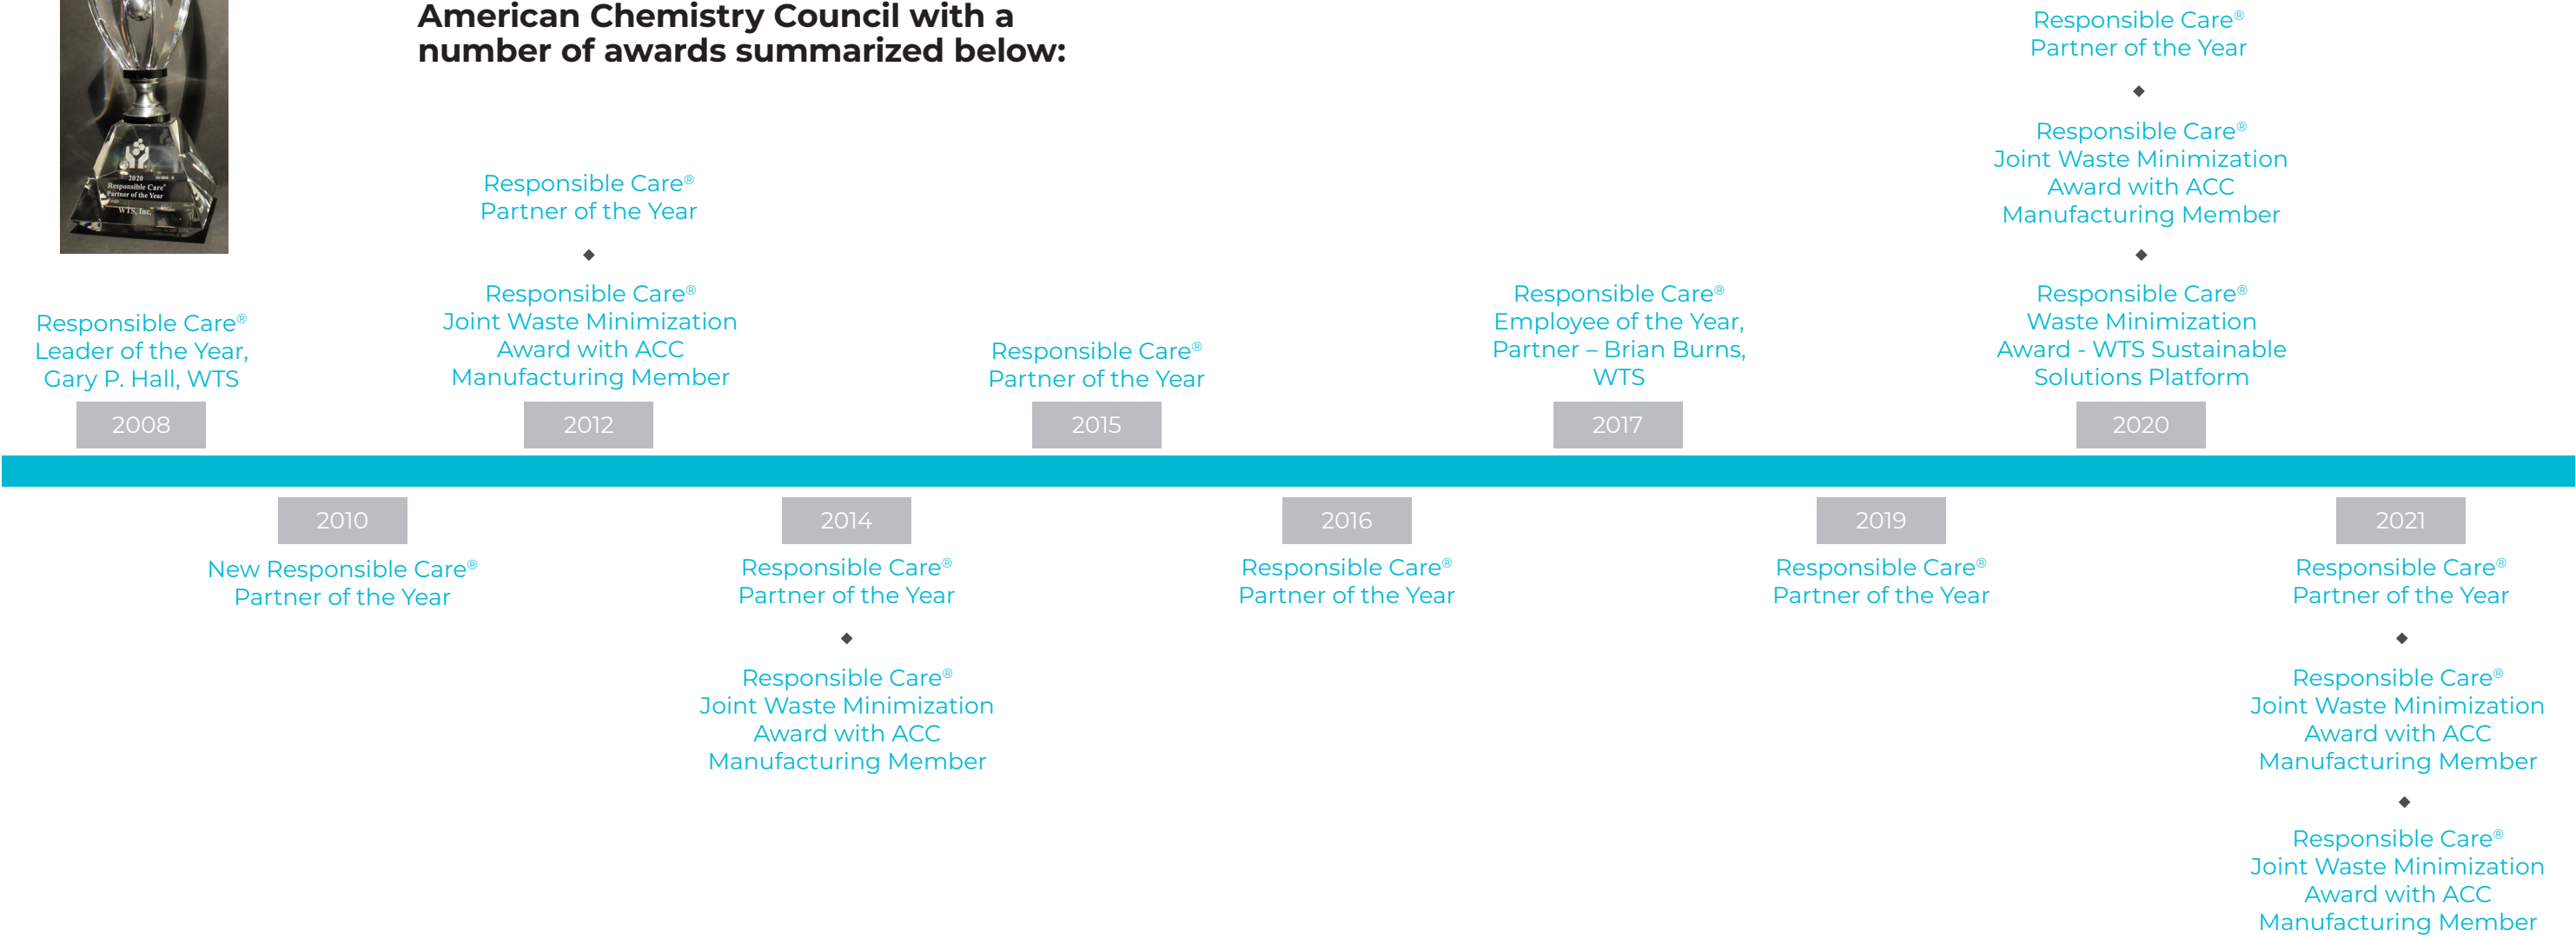 American Chemistry Council with a
number of awards summarized below:
2020
Responsible Care®
Partner of the Year
WTS, Inc.
Responsible Care®
Leader of the Year,
Gary P. Hall, WTS
2008
New Responsible Care®
Partner of the Year
2010
Responsible Care®
Partner of the Year
Responsible Care®
Joint Waste Minimization
Award with ACC
Manufacturing Member
2012
2014
Responsible Care®
Partner of the Year
Responsible Care®
Joint Waste Minimization
Award with ACC
Manufacturing Member
Responsible Care®
Partner of the Year
2015
2016
Responsible Care®
Partner of the Year
Responsible Care®
Employee of the Year,
Partner – Brian Burns,
WTS
2017
2019
Responsible Care®
Partner of the Year
Responsible Care®
Partner of the Year
Responsible Care®
Joint Waste Minimization
Award with ACC
Manufacturing Member
Responsible Care®
Waste Minimization
Award - WTS Sustainable
Solutions Platform
2020
2021
Responsible Care®
Partner of the Year
Responsible Care®
Joint Waste Minimization
Award with ACC
Manufacturing Member
Responsible Care®
Joint Waste Minimization
Award with ACC
Manufacturing Member